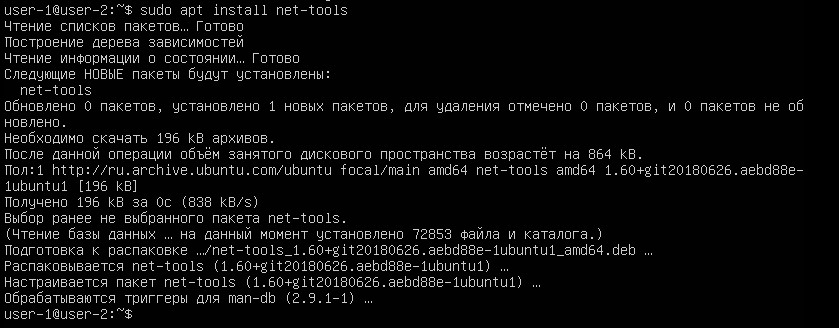 user-1@user-2:~$ sudo apt install net-tools
Чтение списков пакетов… Готово
Построение дерева зависимостей
Чтение информации о состоянии… Готово
Следующие НОВЫЕ пакеты будут установлены:
  net-tools
Обновлено 0 пакетов, установлено 1 новых пакетов, для удаления отмечено 0 пакетов, и 0 пакетов не об
новлено.
Необходимо скачать 196 kB архивов.
После данной операции объём занятого дискового пространства возрастёт на 864 kB.
Пол:1 http://ru.archive.ubuntu.com/ubuntu focal/main amd64 net-tools amd64 1.60+git20180626.aebd88e-
1ubuntu1 [196 kB]
Получено 196 kB за 0с (838 kB/s)
Выбор ранее не выбранного пакета net-tools.
(Чтение базы данных … на данный момент установлено 72853 файла и каталога.)
Подготовка к распаковке …/net-tools_1.60+git20180626.aebd88e-1ubuntu1_amd64.deb …
Распаковывается net-tools (1.60+git20180626.aebd88e-1ubuntu1) …
Настраивается пакет net-tools (1.60+git20180626.aebd88e-1ubuntu1) …
Обрабатываются триггеры для man-db (2.9.1-1) …
user-1@user-2:~$